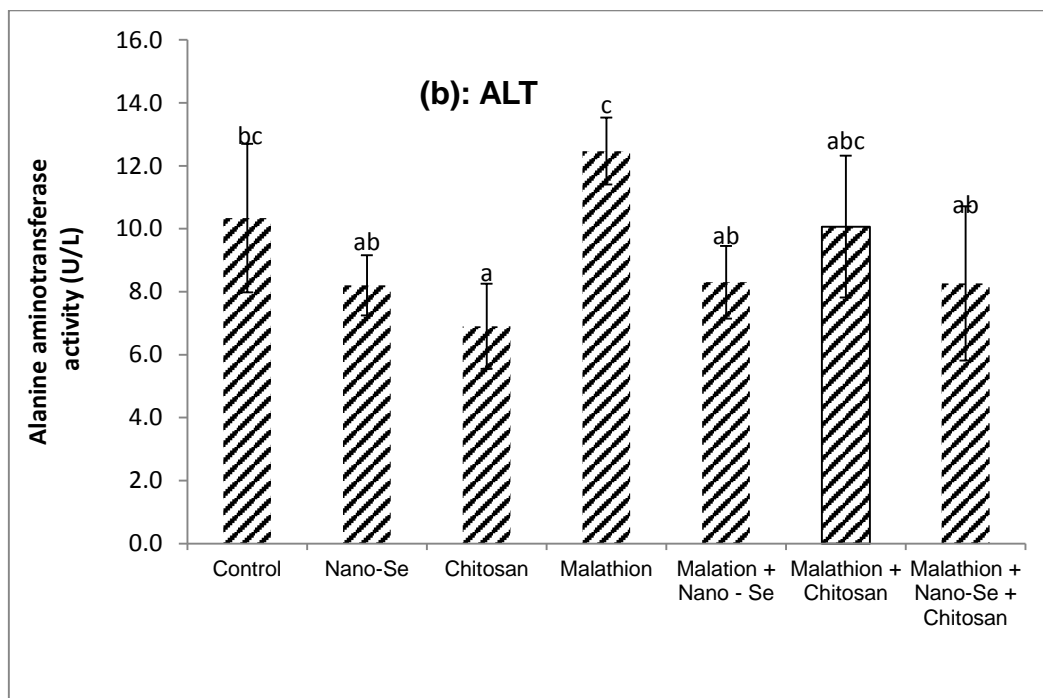 16.0
14.0
12.0
10.0
8.0
6.0
4.0
2.0
0.0
Alanine aminotransferase
activity (U/L)
(b): ALT
bc
ab
a
c
ab
abc
ab
Control
Nano-Se
Chitosan
Malathion
Malation +
Nano - Se
Malathion +
Chitosan
Malathion +
Nano-Se +
Chitosan